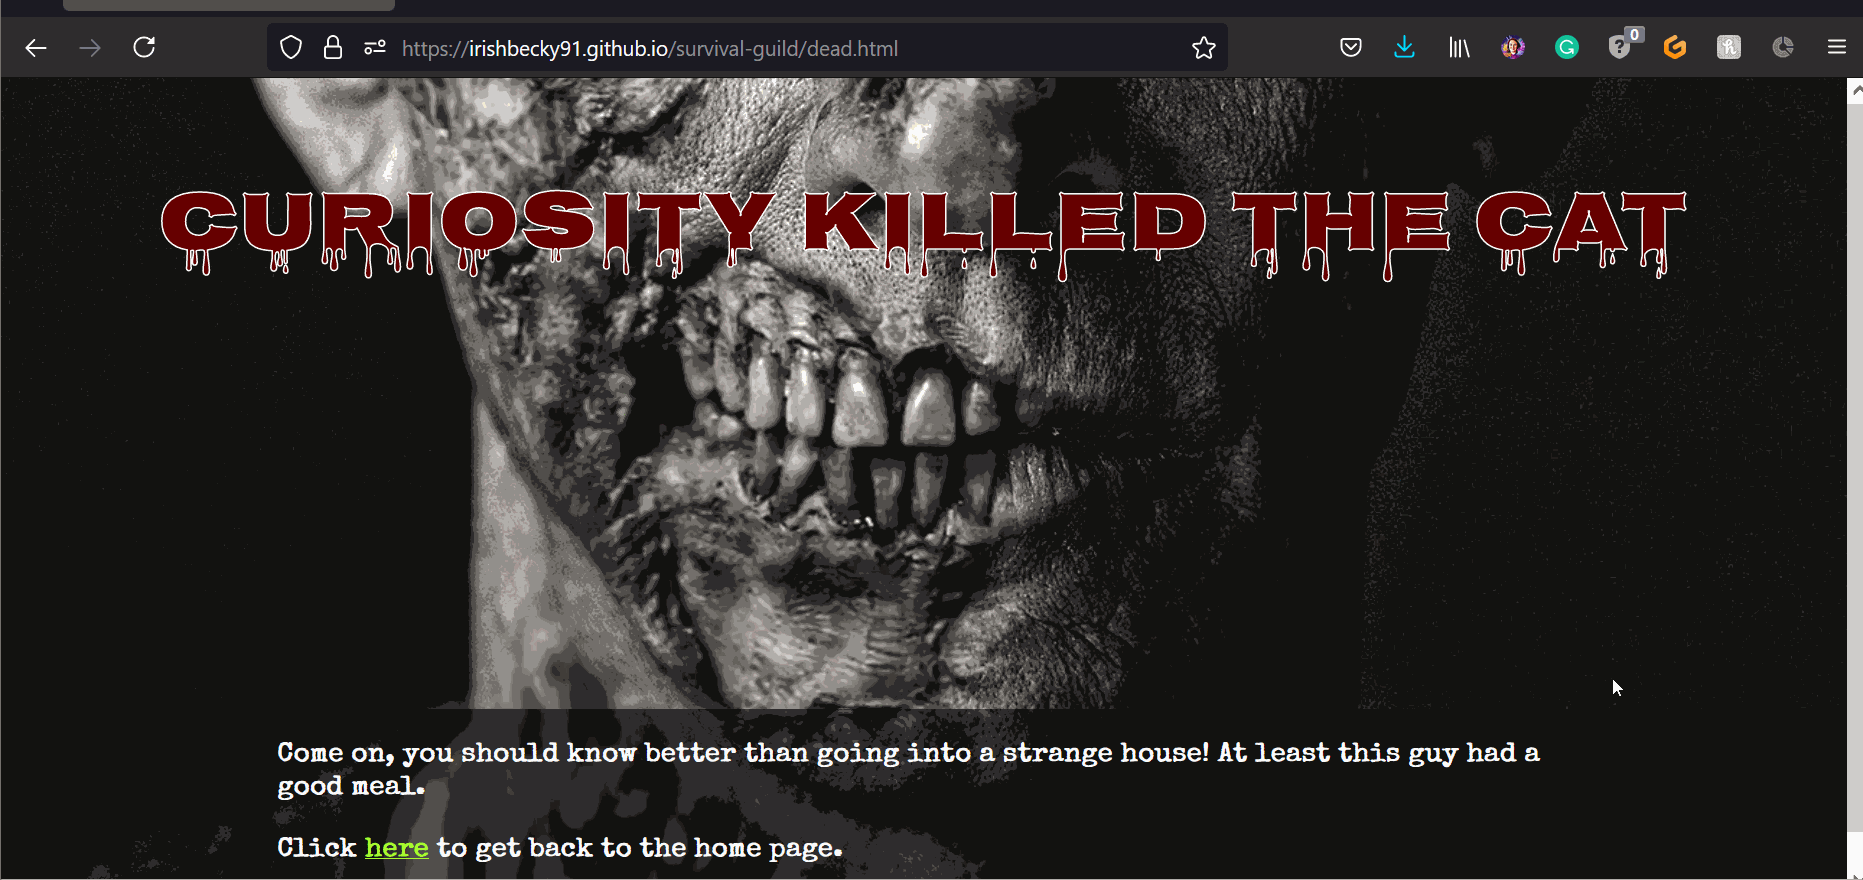 https://irishbecky91.github.io/survival-guild/dead.html
0
CURIOSITY KILLED THE CAT
Come on, you should know better than going into a strange house! At least this guy had a
good meal.
Click here to get back to the home page.